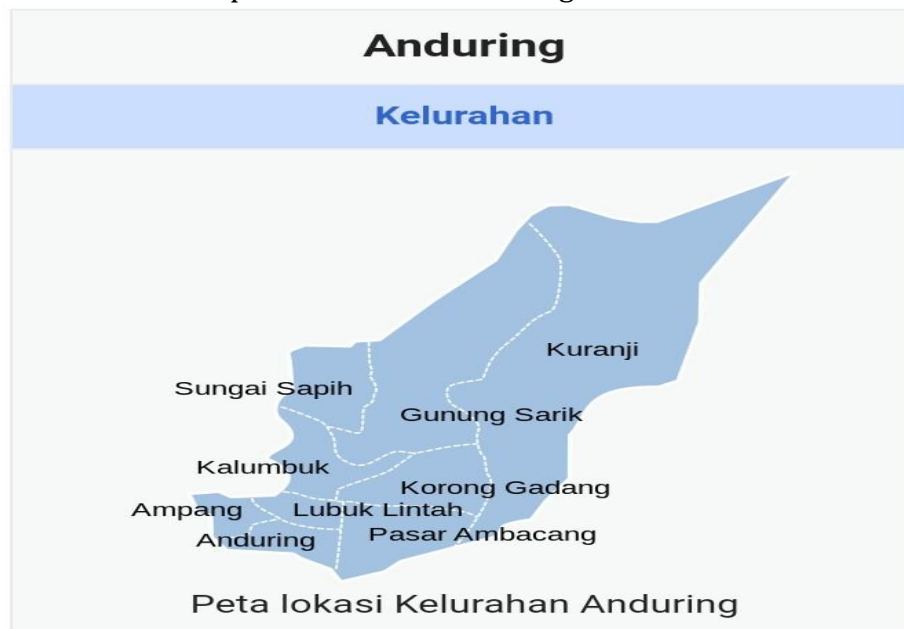 Anduring
Kelurahan
Kuranji
Sungai Sapih
Gunung Sarik
Kalumbuk
Korong Gadang
Ampang
Lubuk Lintah
Anduring
Pasar Ambacang
Peta lokasi Kelurahan Anduring